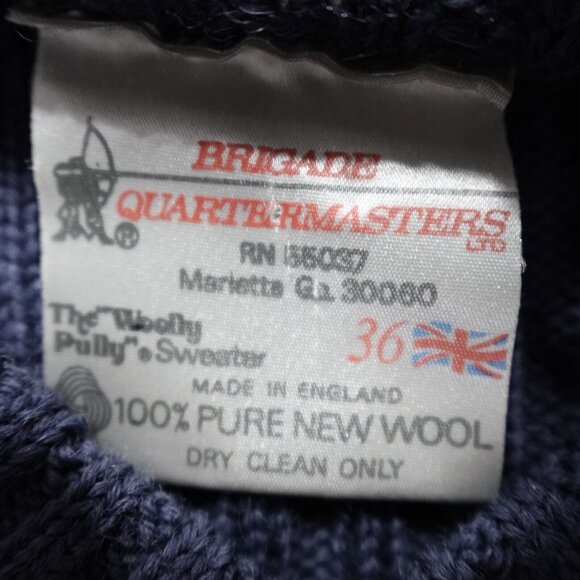 BRIGADE
QUARTERMASTERS
LTD
®
RN 55037
Marietta Ga. 30060
The "Woolly
Pully"® Sweater
36
MADE IN ENGLAND
100% PURE NEW WOOL
DRY CLEAN ONLY